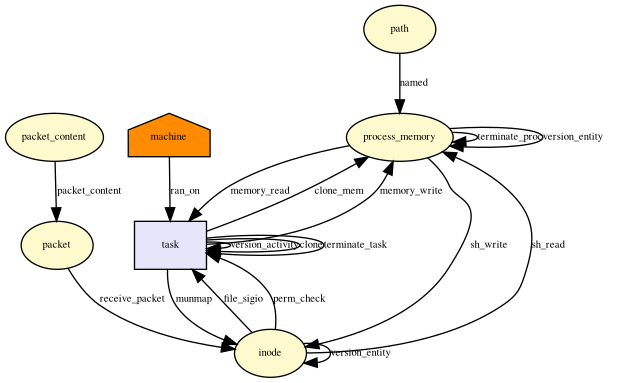 path
named
packet_content
machine
process_memory
terminate_proc
version_entity
packet_content
ran_on
memory_read
clone_mem
memory_write
packet
task
version_activity
clone
terminate_task
sh_write
sh_read
receive_packet
munmap
file_sigio
perm_check
inode
version_entity